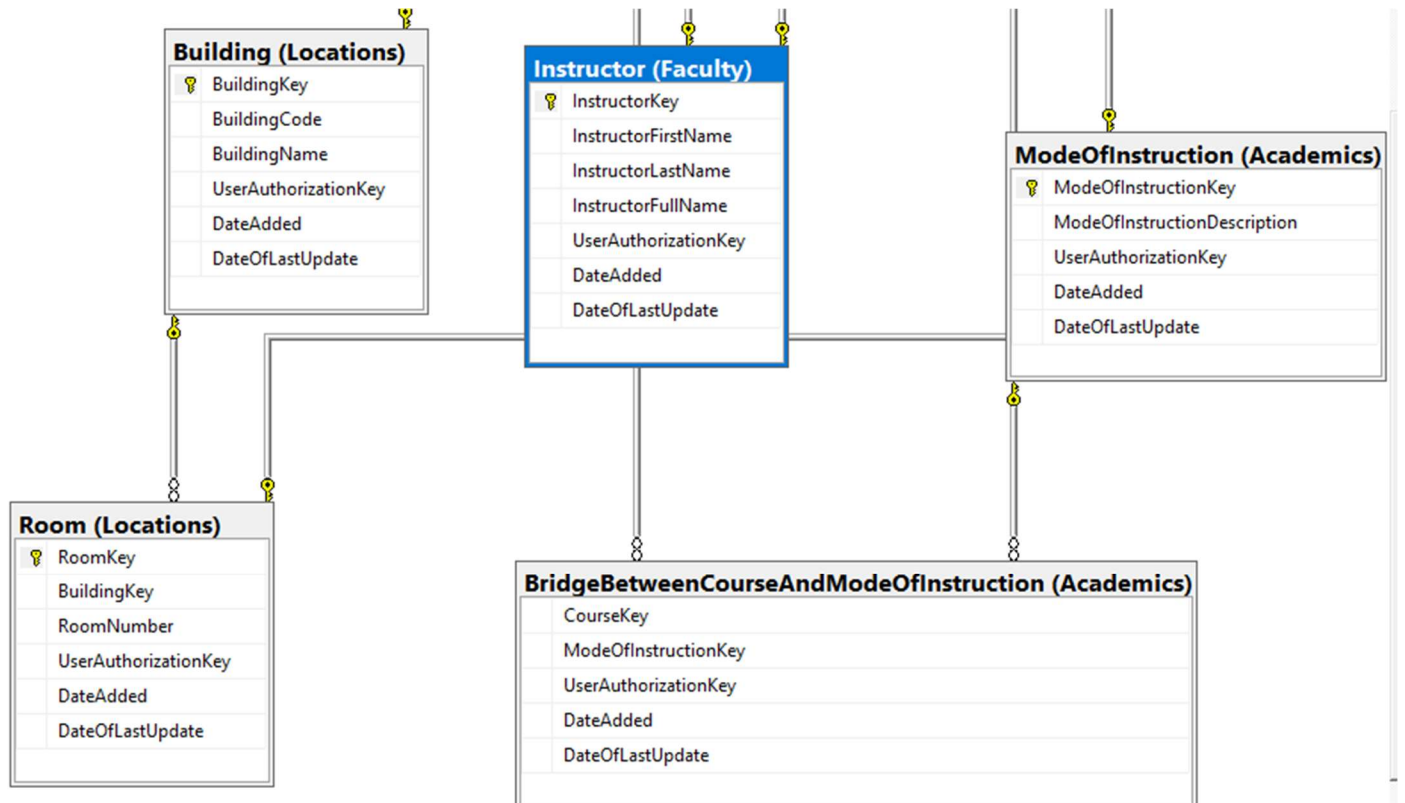 Building (Locations)
BuildingKey
BuildingCode
BuildingName
UserAuthorizationKey
DateAdded
DateOfLastUpdate
Instructor (Faculty)
InstructorKey
InstructorFirstName
InstructorLastName
InstructorFullName
UserAuthorizationKey
DateAdded
DateOfLastUpdate
ModeOfInstruction (Academics)
ModeOfInstructionKey
ModeOfInstructionDescription
UserAuthorizationKey
DateAdded
DateOfLastUpdate
Room (Locations)
RoomKey
BuildingKey
RoomNumber
UserAuthorizationKey
DateAdded
DateOfLastUpdate
BridgeBetweenCourseAndModeOfInstruction (Academics)
CourseKey
ModeOfInstructionKey
UserAuthorizationKey
DateAdded
DateOfLastUpdate